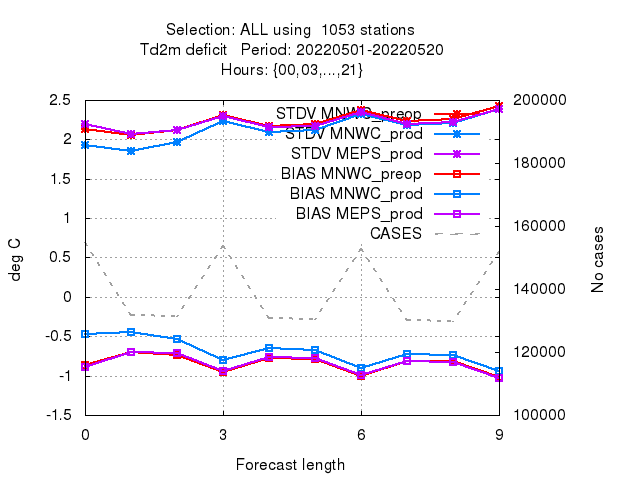 Selection: ALL using  1053 stations
Td2m deficit   Period: 20220501-20220520
Hours: {00,03,...,21}
2.5
2
1.5
1
0.5
0
-0.5
-1
-1.5
deg C
200000
180000
160000
140000
120000
100000
No cases
STDV MNWC_preop
STDV MNWC_prod
STDV MEPS_prod
BIAS MNWC_preop
BIAS MNWC_prod
BIAS MEPS_prod
CASES
0 3 6 9
Forecast length